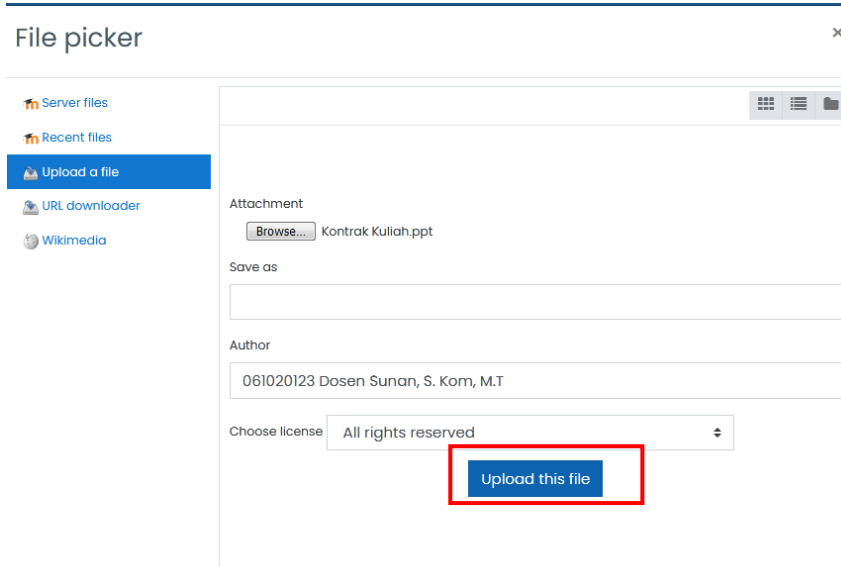 File picker
×
Server files
Recent files
Upload a file
URL downloader
Wikimedia
Attachment
Browse... Kontrak Kuliah.ppt
Save as
Author
061020123 Dosen Sunan, S. Kom, M.T
Choose license All rights reserved
Upload this file